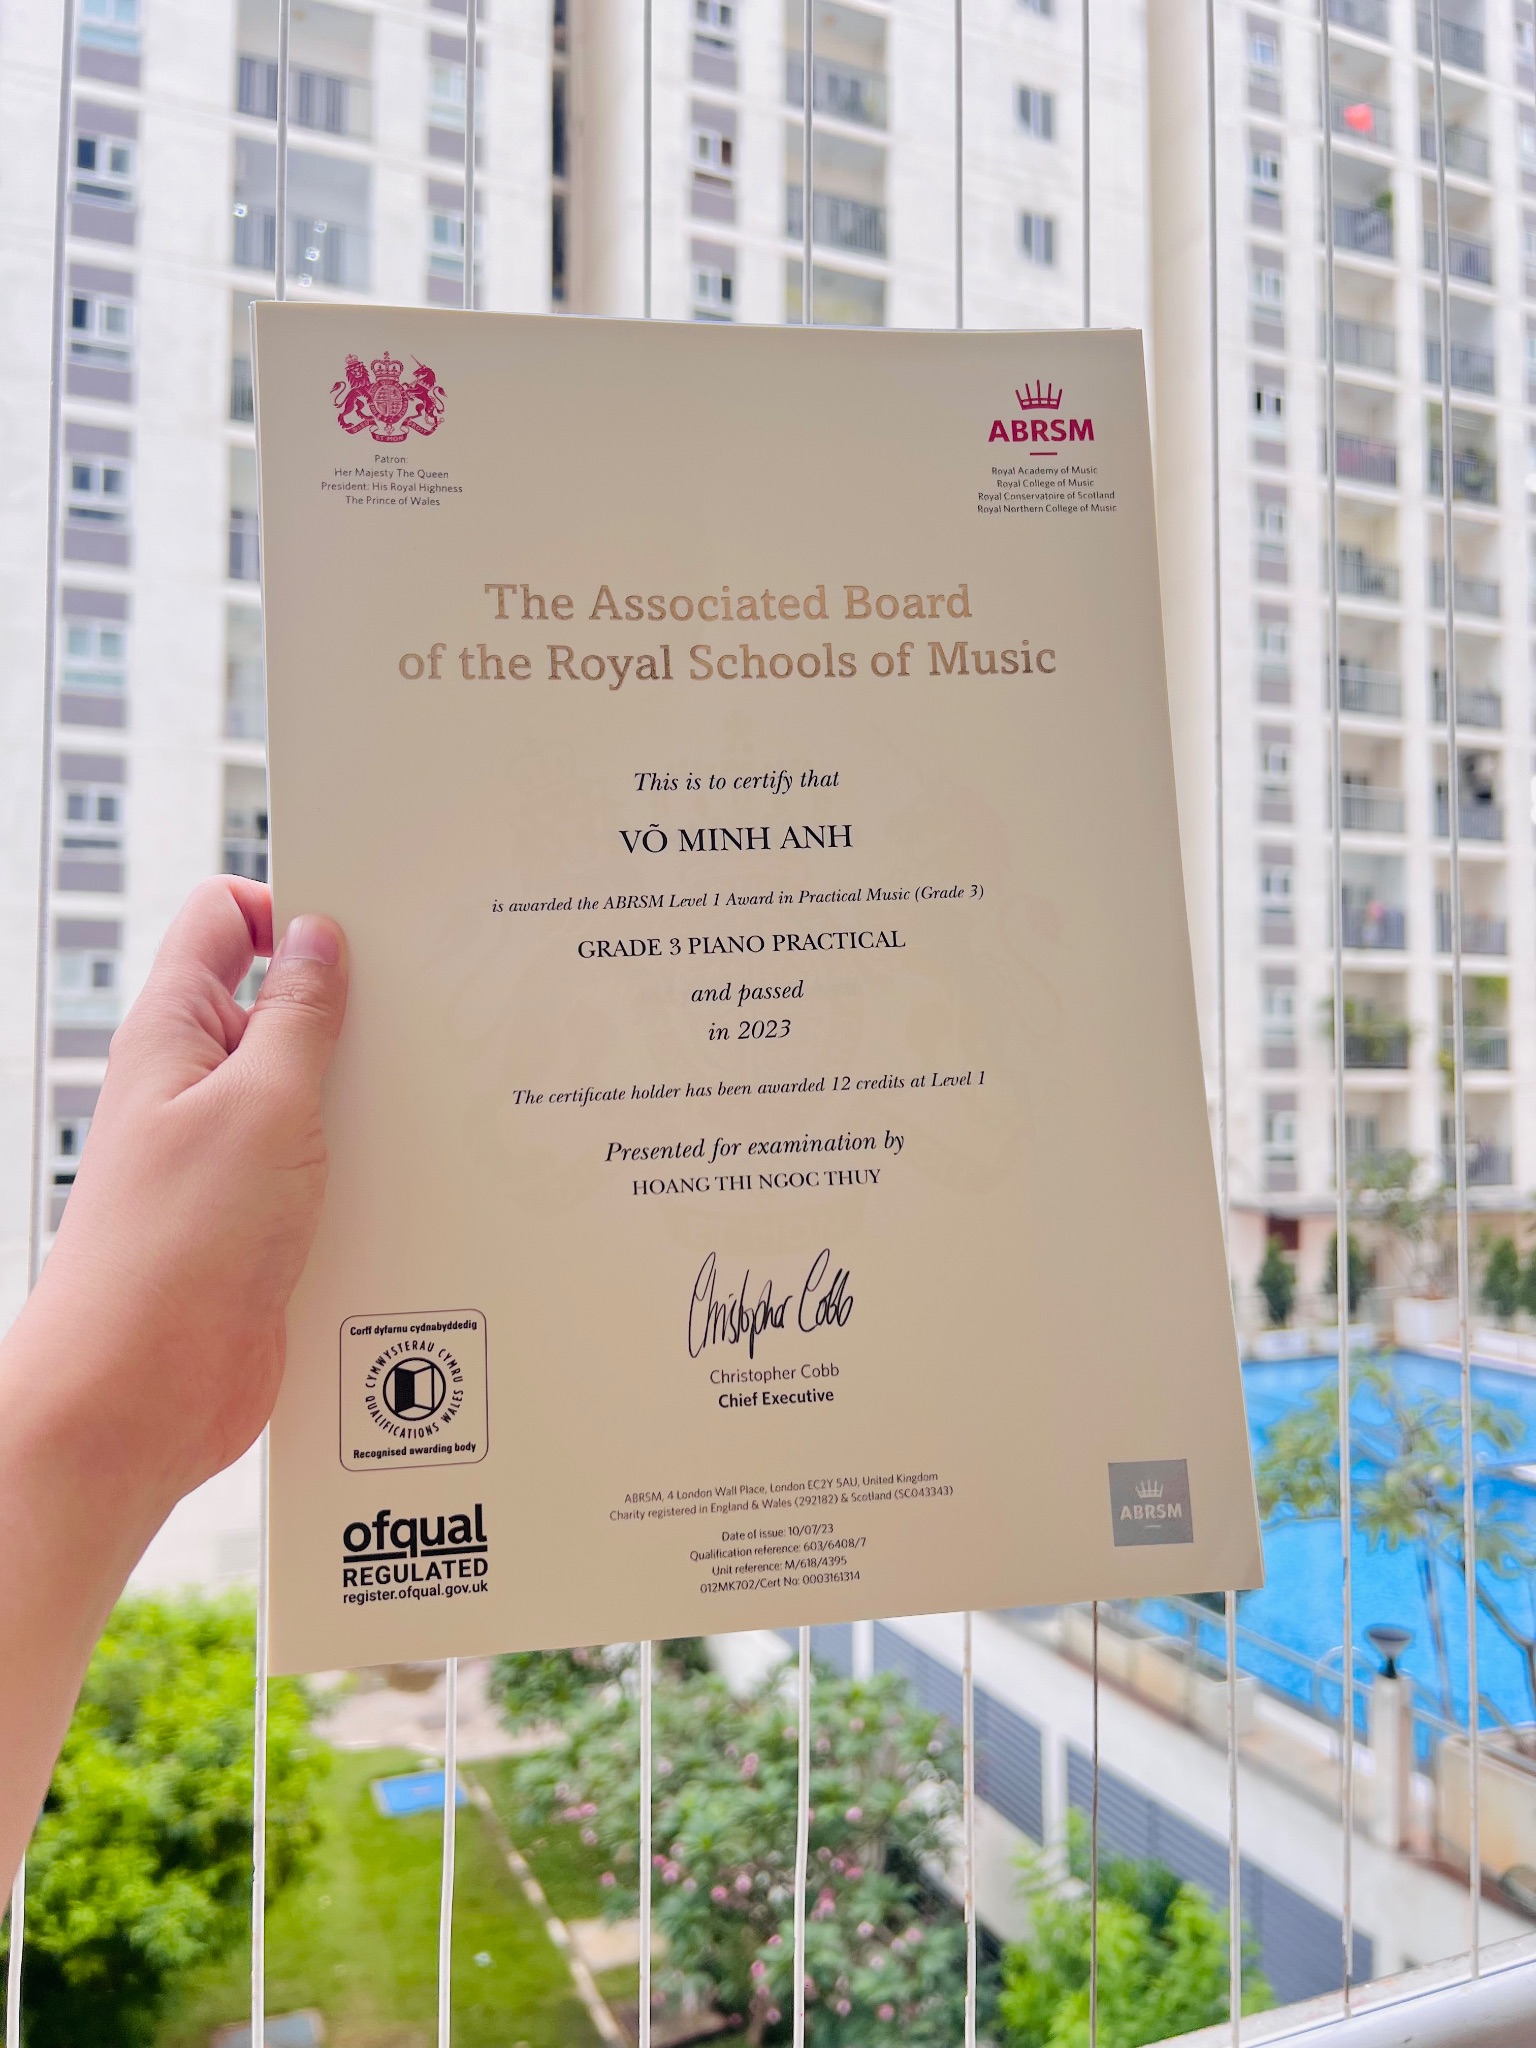 Patron:
Her Majesty The Queen
President: His Royal Highness
The Prince of Wales
ABRSM
Royal Academy of Music
Royal College of Music
Royal Conservatoire of Scotland
Royal Northern College of Music
The Associated Board
of the Royal Schools of Music
This is to certify that
VÕ MINH ANH
is awarded the ABRSM Level 1 Award in Practical Music (Grade 3)
GRADE 3 PIANO PRACTICAL
and passed
in 2023
The certificate holder has been awarded 12 credits at Level 1
Presented for examination by
HOANG THI NGOC THUY
Christopher Cobb
Christopher Cobb
Chief Executive
Corff dyfarnu cydnabyddedig
CYMWYSTERAU CYMRU
QUALIFICATIONS WALES
Recognised awarding body
ofqual
REGULATED
register.ofqual.gov.uk
ABRSM, 4 London Wall Place, London EC2Y 5AU, United Kingdom
Charity registered in England & Wales (292182) & Scotland (SC043343)
Date of issue: 10/07/23
Qualification reference: 603/6408/7
Unit reference: M/618/4395
012MK702/Cert No: 0003161314
ABRSM